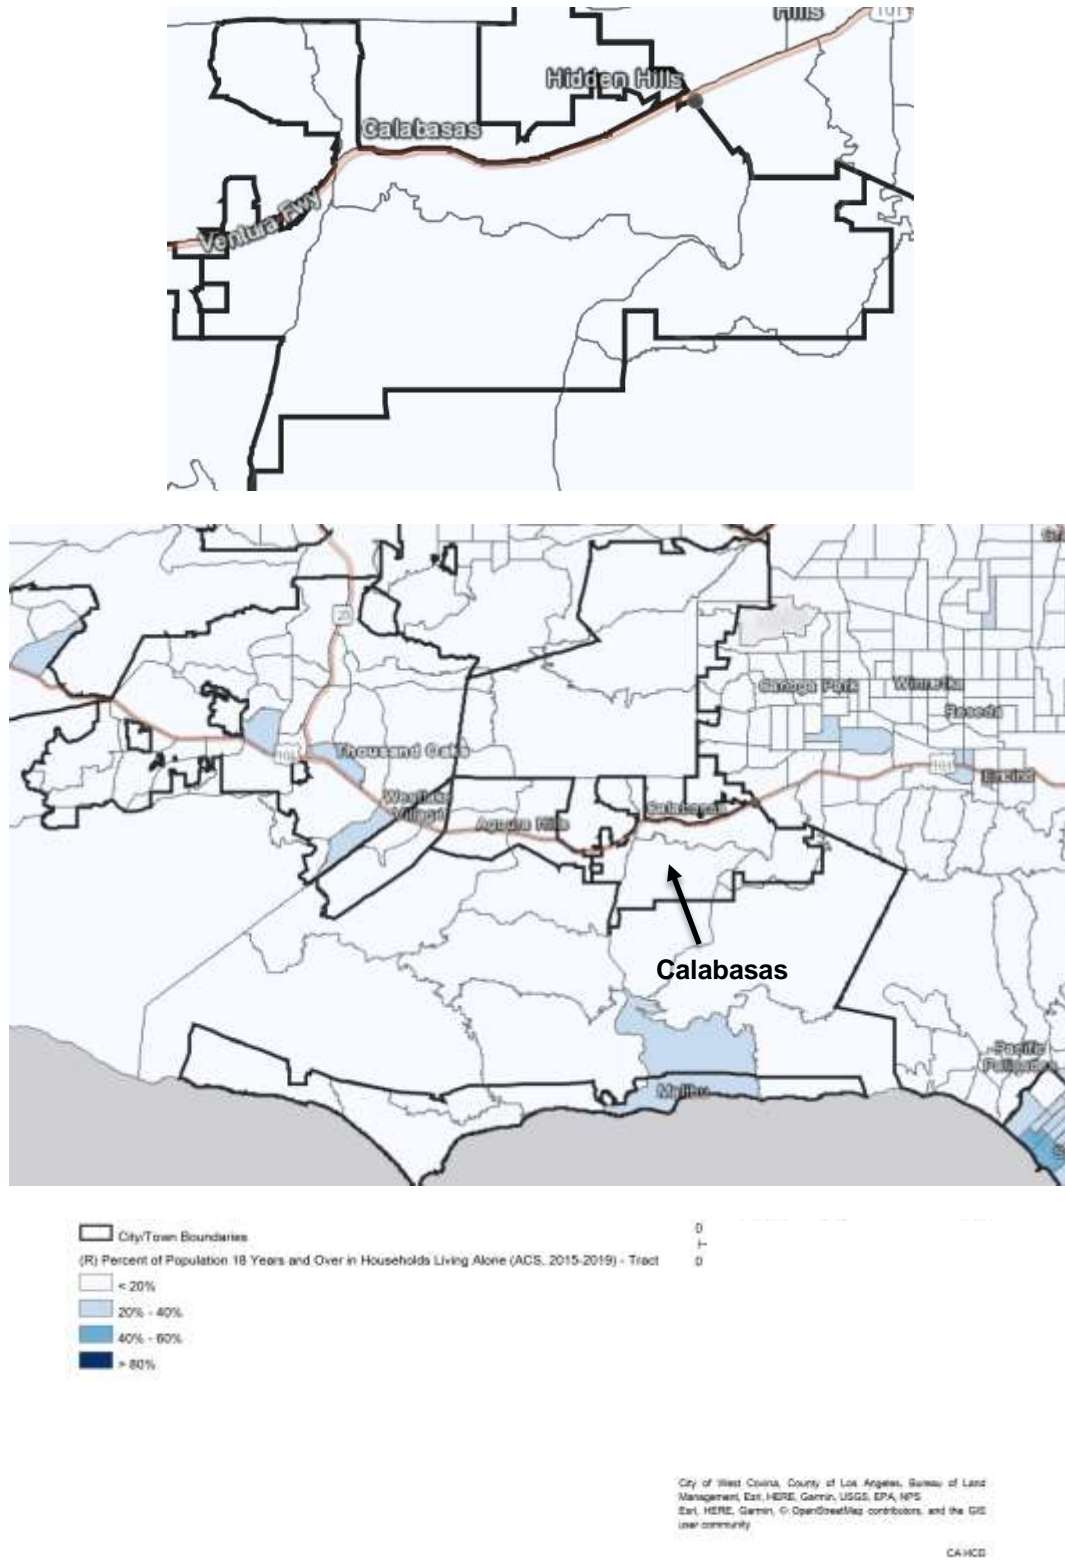 Hills
101
Hidden Hills
Calabasas
Ventura Fwy
Canoga Park
Winnetka
Reseda
23
101
Thousand Oaks
101
Encino
Westlake
Village
Agoura Hills
Calabasas
Calabasas
Pacific
Palisades
Malibu
City/Town Boundaries
(R) Percent of Population 18 Years and Over in Households Living Alone (ACS, 2015-2019) - Tract
< 20%
20% - 40%
40% - 60%
> 80%
0
0
City of West Covina, County of Los Angeles, Bureau of Land
Management, Esri, HERE, Garmin, USGS, EPA, NPS
Esri, HERE, Garmin, © OpenStreetMap contributors, and the GIS
user community
CA HCD